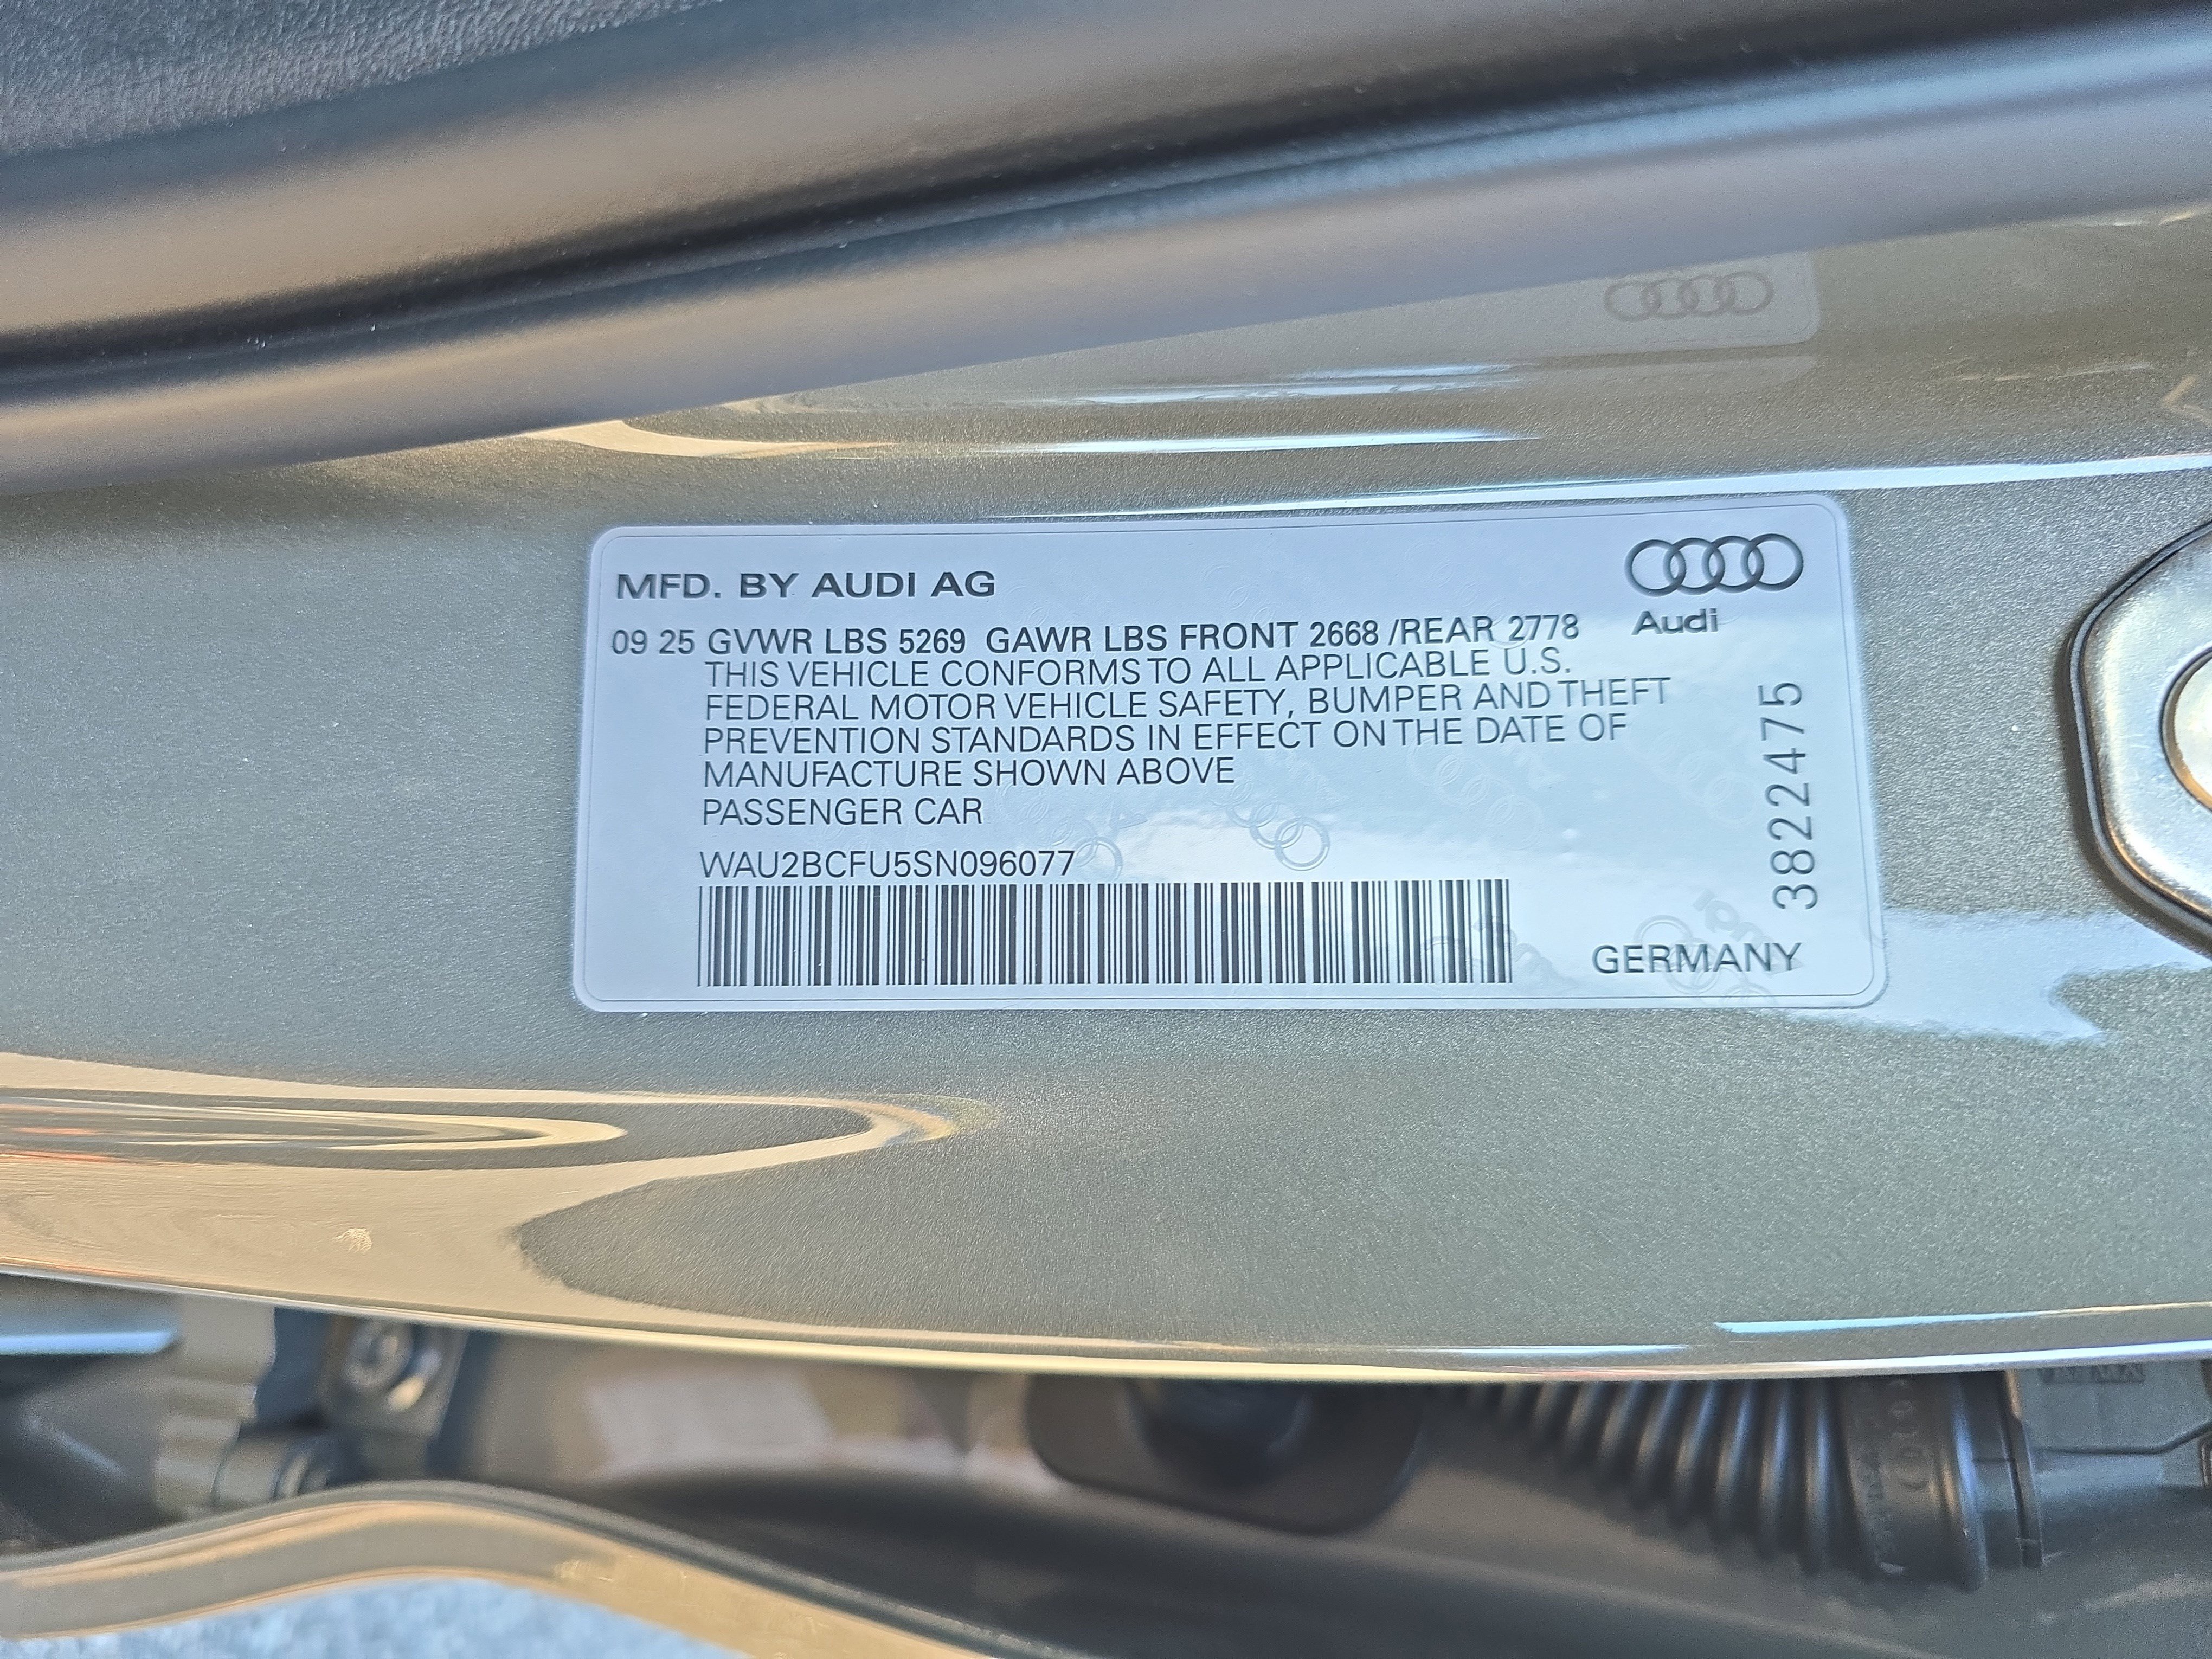 MFD. BY AUDI AG
Audi
09 25 GVWR LBS 5269 GAWR LBS FRONT 2668 /REAR 2778
THIS VEHICLE CONFORMS TO ALL APPLICABLE U.S.
FEDERAL MOTOR VEHICLE SAFETY, BUMPER AND THEFT
PREVENTION STANDARDS IN EFFECT ON THE DATE OF
MANUFACTURE SHOWN ABOVE
PASSENGER CAR
WAU2BCFU5SN096077
GERMANY
3822475